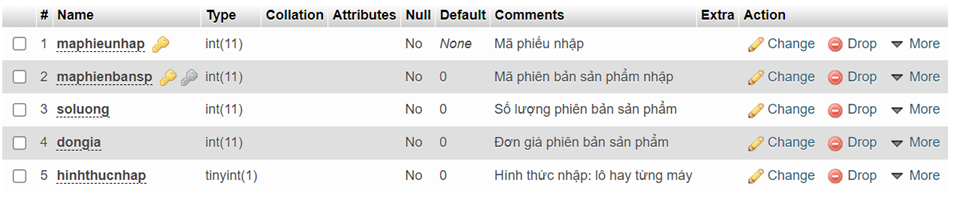 # Name Type Collation Attributes Null Default Comments Extra Action
1 maphieunhap int(11) No None Mã phiếu nhập Change Drop More
2 maphienbansp int(11) No 0 Mã phiên bản sản phẩm nhập Change Drop More
3 soluong int(11) No 0 Số lượng phiên bản sản phẩm Change Drop More
4 dongia int(11) No 0 Đơn giá phiên bản sản phẩm Change Drop More
5 hinhthucnhap tinyint(1) No 0 Hình thức nhập: lô hay từng máy Change Drop More